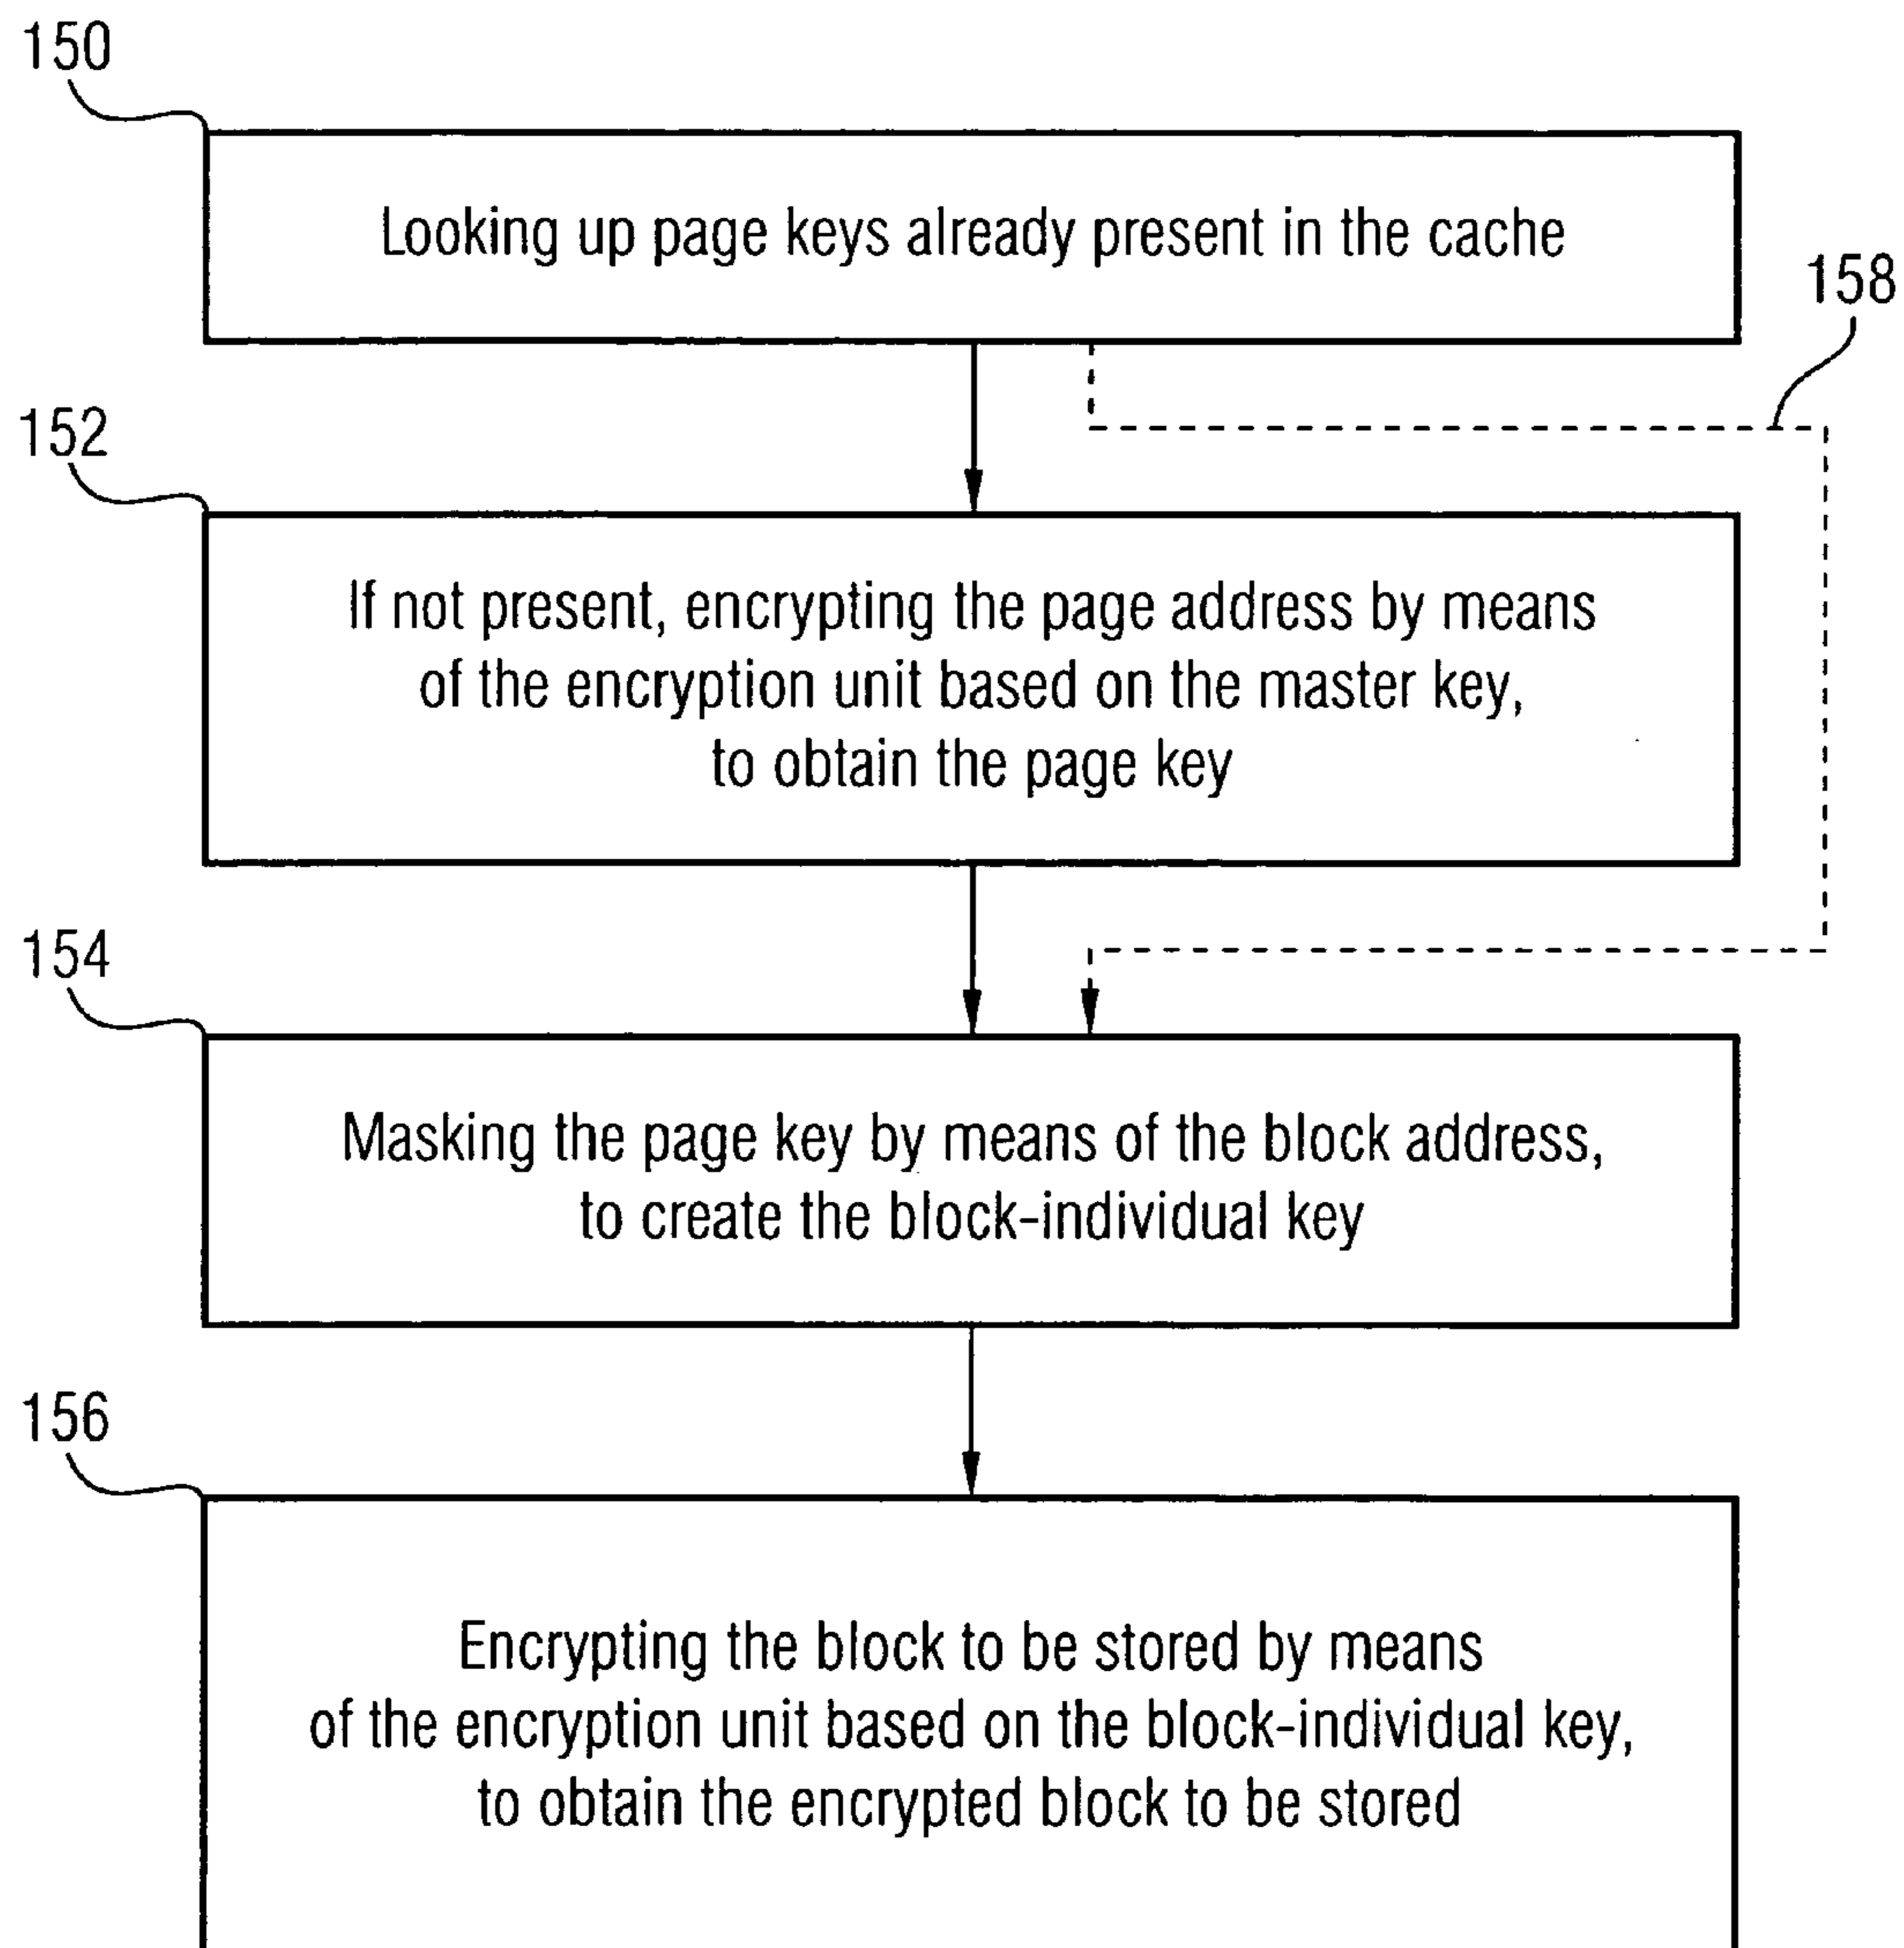 150
Looking up page keys already present in the cache
158
152
If not present, encrypting the page address by means
of the encryption unit based on the master key,
to obtain the page key
154
Masking the page key by means of the block address,
to create the block-individual key
156
Encrypting the block to be stored by means
of the encryption unit based on the block-individual key,
to obtain the encrypted block to be stored